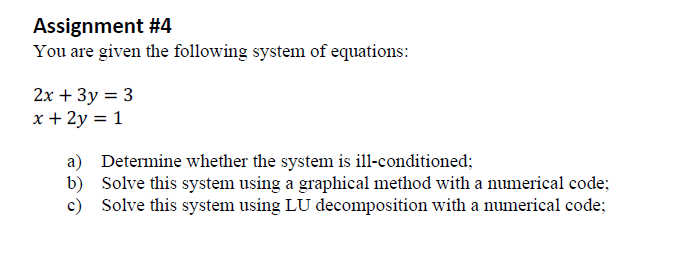 Assignment #4
You are given the following system of equations:
2x + 3y = 3
x + 2y = 1
a) Determine whether the system is ill-conditioned;
b) Solve this system using a graphical method with a numerical code;
c) Solve this system using LU decomposition with a numerical code;